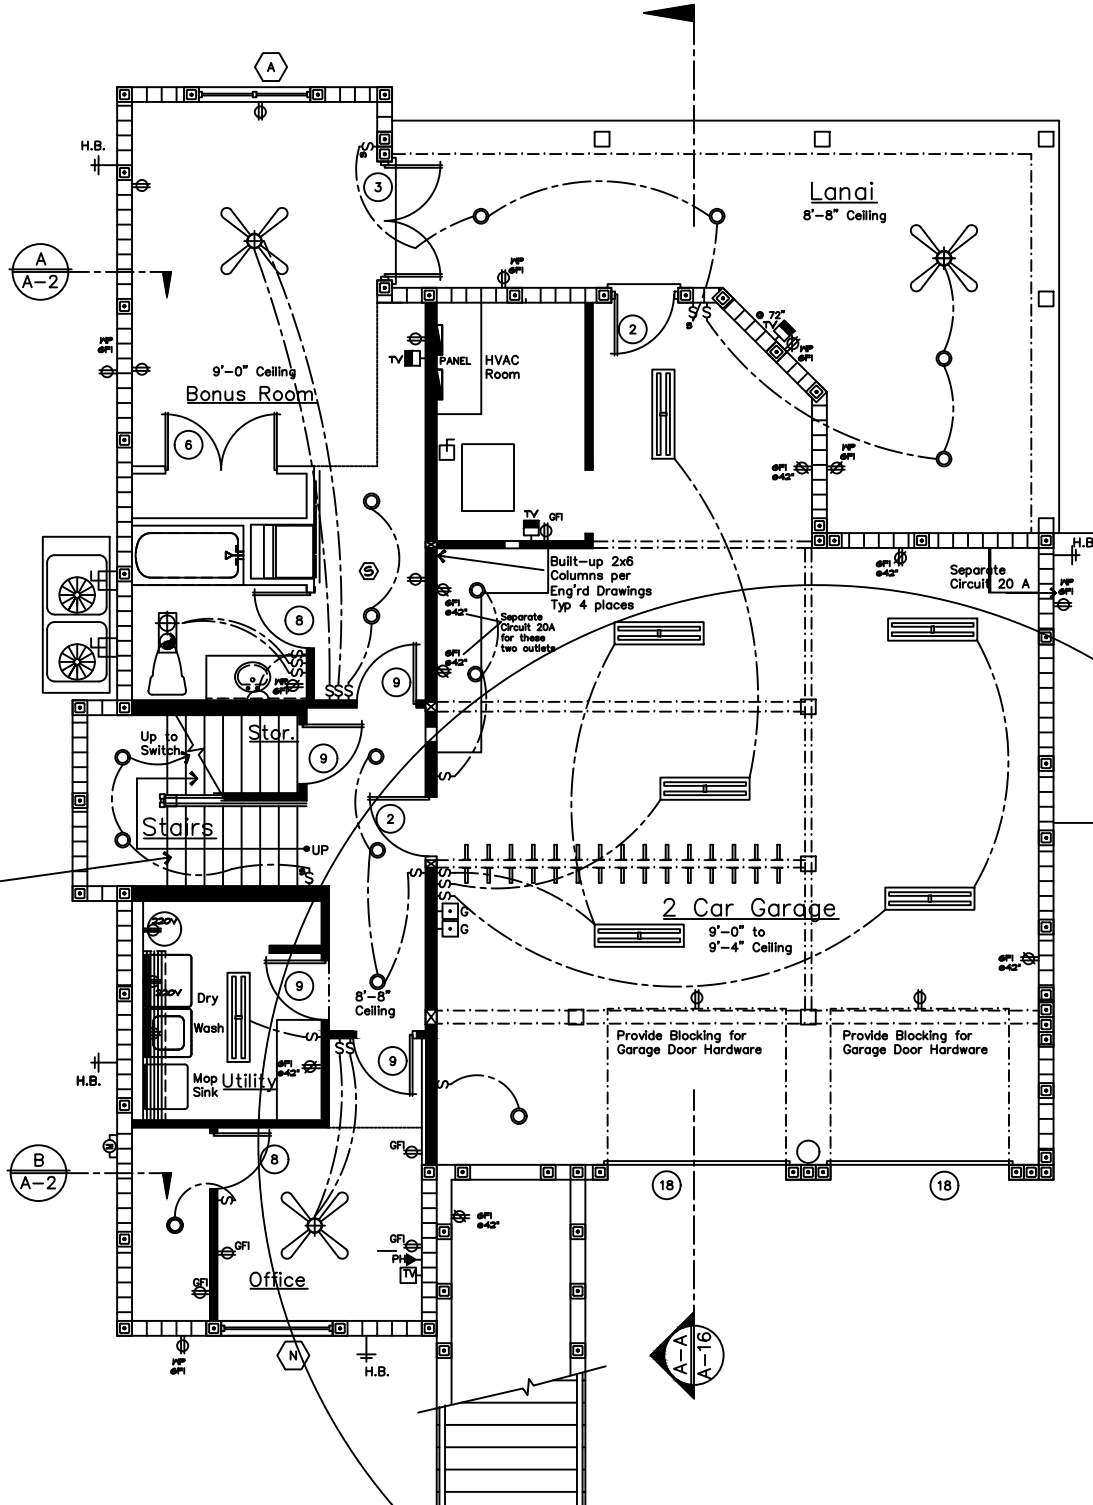 A
H.B.
S
3
Lanai
8'-8" Ceiling
A
A-2
WP
GFI
@ 72"
TV
WP
GFI
S
2
WP
GFI
TV
PANEL
HVAC
Room
9'-0" Ceiling
Bonus Room
6
GFI
@42"
WP
GFI
TV
GFI
H.B.
Built-up 2x6
Columns per
Eng'rd Drawings
Typ 4 places
GFI
@42"
Separate
Circuit 20 A
WP
GFI
S
8
GFI
@42"
Separate
Circuit 20A
for these
two outlets
GFI
@42"
9
WP
GFI
Stor.
Up to
Switch
9
Stairs
2
UP
S
2 Car Garage
9'-0" to
9'-4" Ceiling
G
G
220V
GFI
@42"
220V
Dry
9
8'-8"
Ceiling
Wash
Provide Blocking for
Garage Door Hardware
Provide Blocking for
Garage Door Hardware
Mop
Sink
Utility
GFI
@42"
9
H.B.
M
GFI
8
B
A-2
18
18
GFI
@42"
GFI
GFI
PH
TV
Office
GFI
WP
GFI
N
H.B.
A-A
A-16